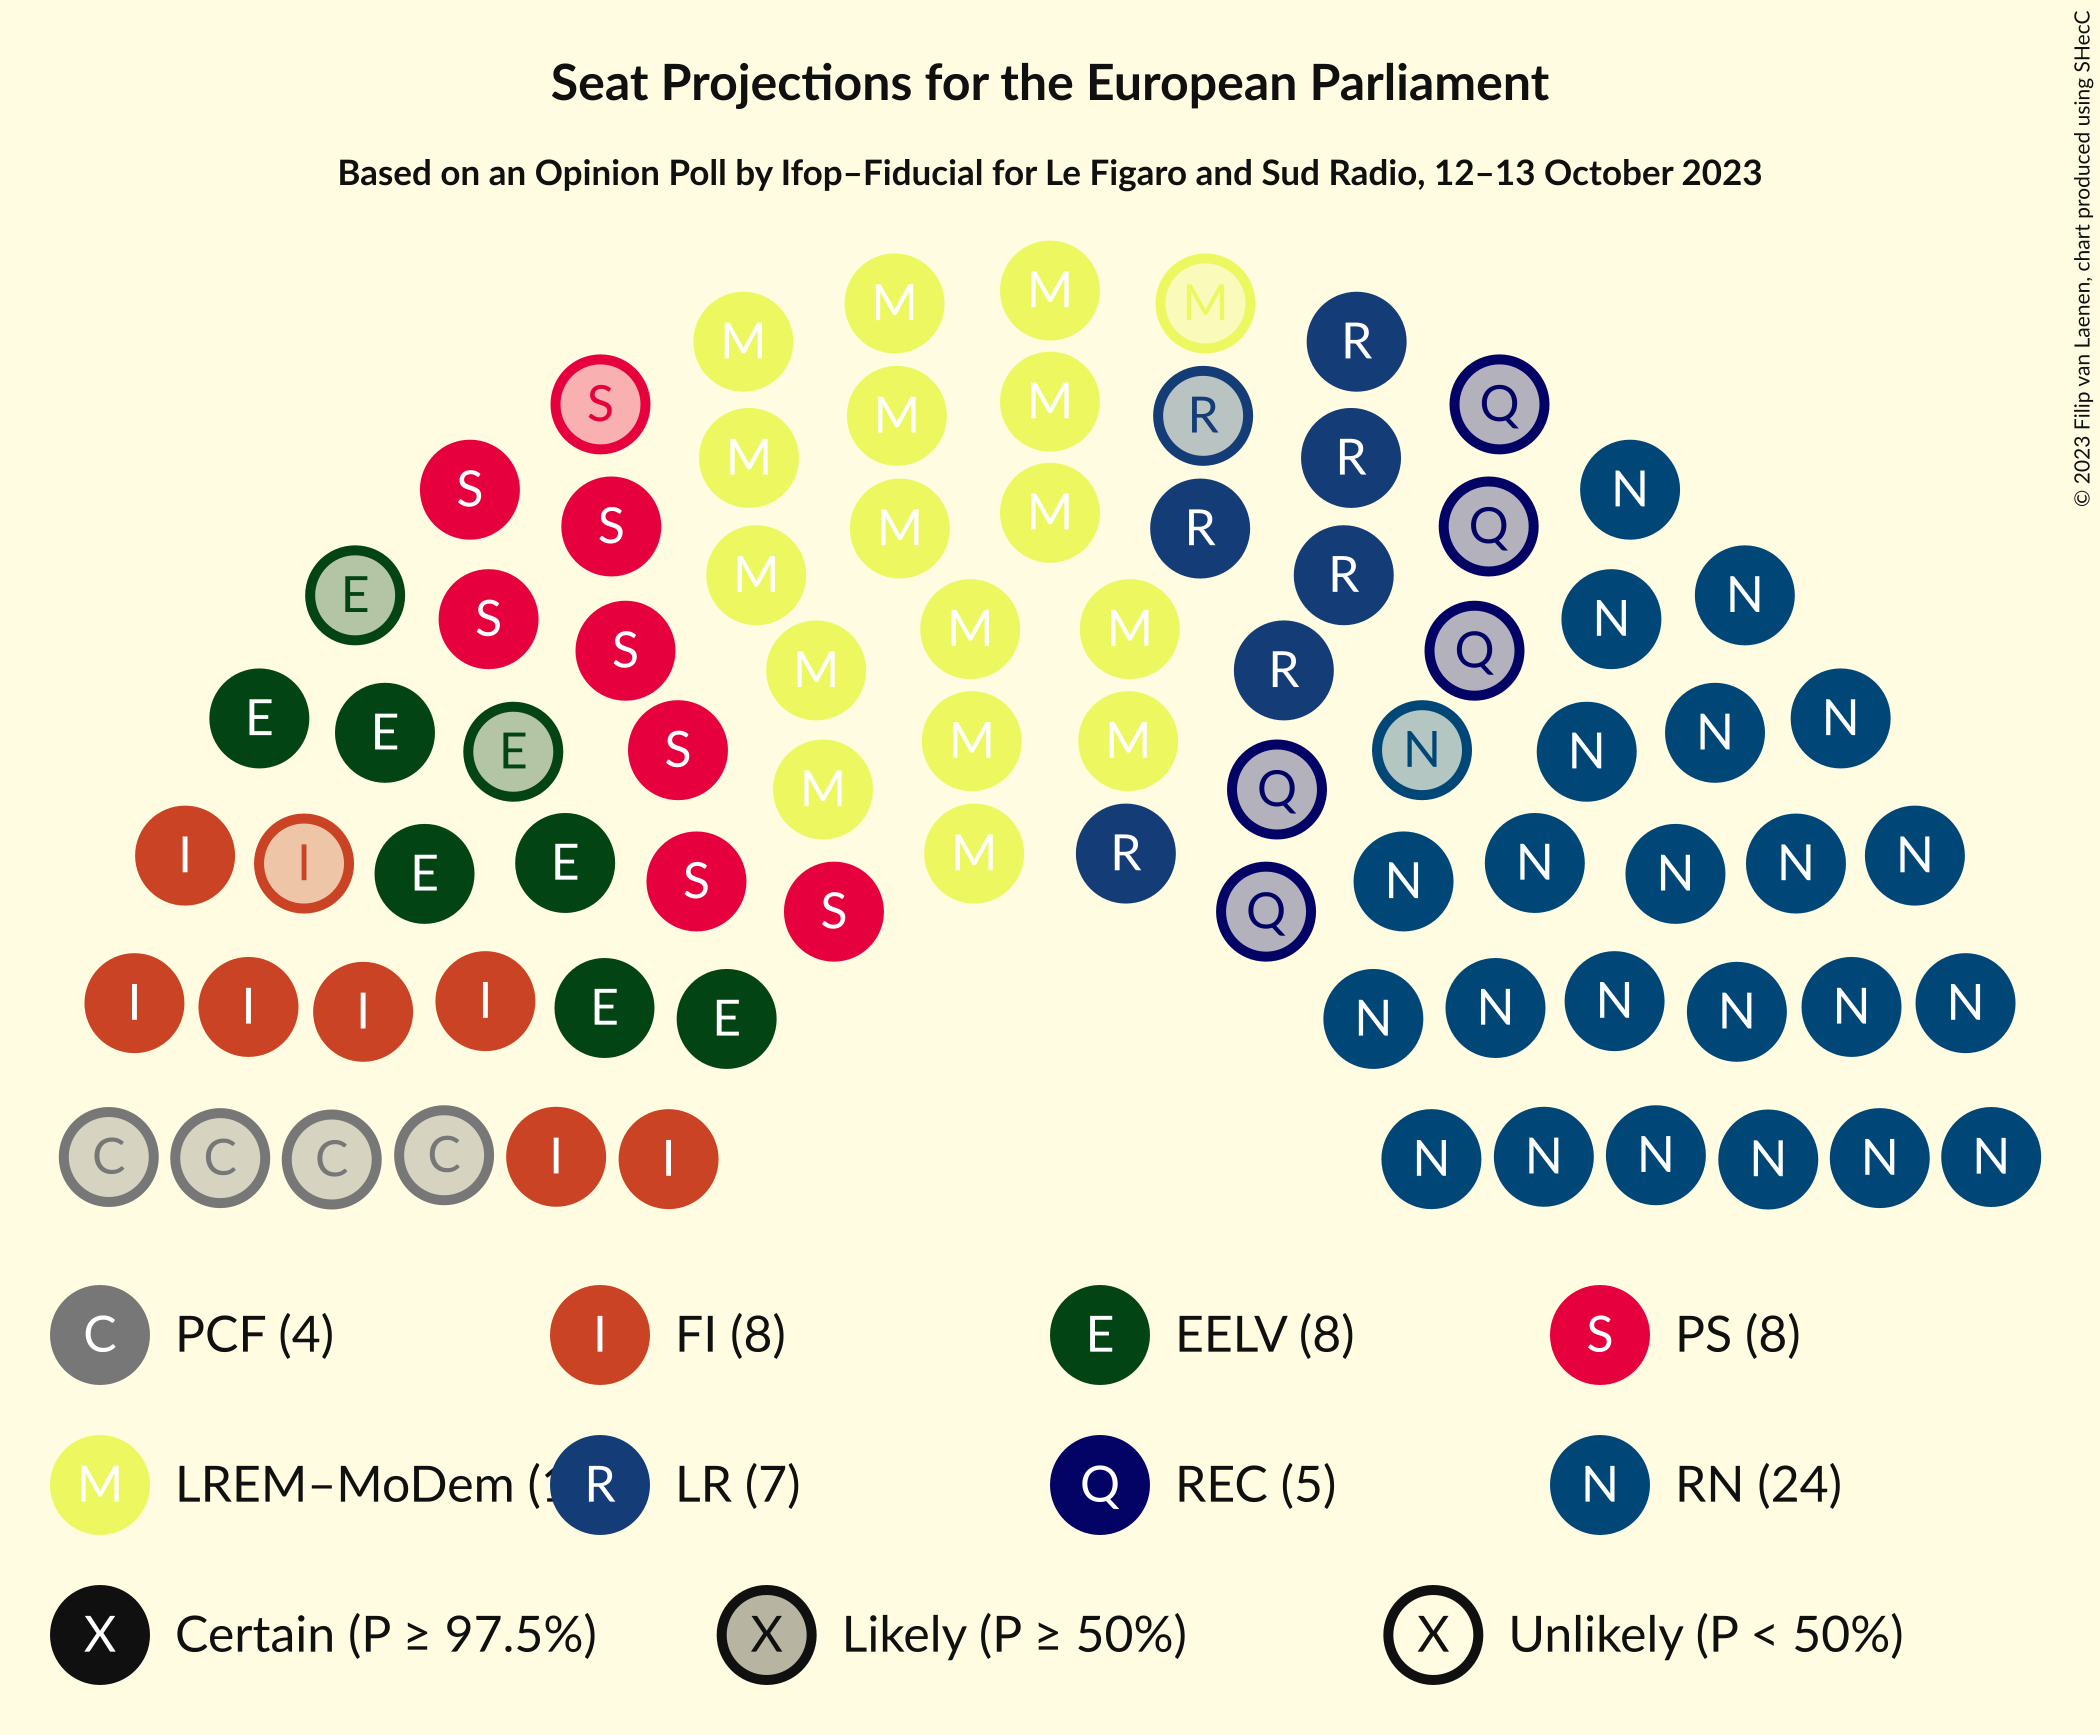 Seat Projections for the European Parliament
Based on an Opinion Poll by Ifop–Fiducial for Le Figaro and Sud Radio, 12–13 October 2023
© 2023 Filip van Laenen, chart produced using SHecC
M M M M R
S M M M R R Q
S S M M M R R Q N
E S S M M M R R Q N N
E E E S M M M Q N N N N
I I E E S S M R Q N N N N N
I I I I E E N N N N N N
C C C C I I N N N N N N
C PCF (4) I FI (8) E EELV (8) S PS (8)
M LREM–MoDem ( R LR (7) Q REC (5) N RN (24)
X Certain (P ≥ 97.5%) X Likely (P ≥ 50%) X Unlikely (P < 50%)